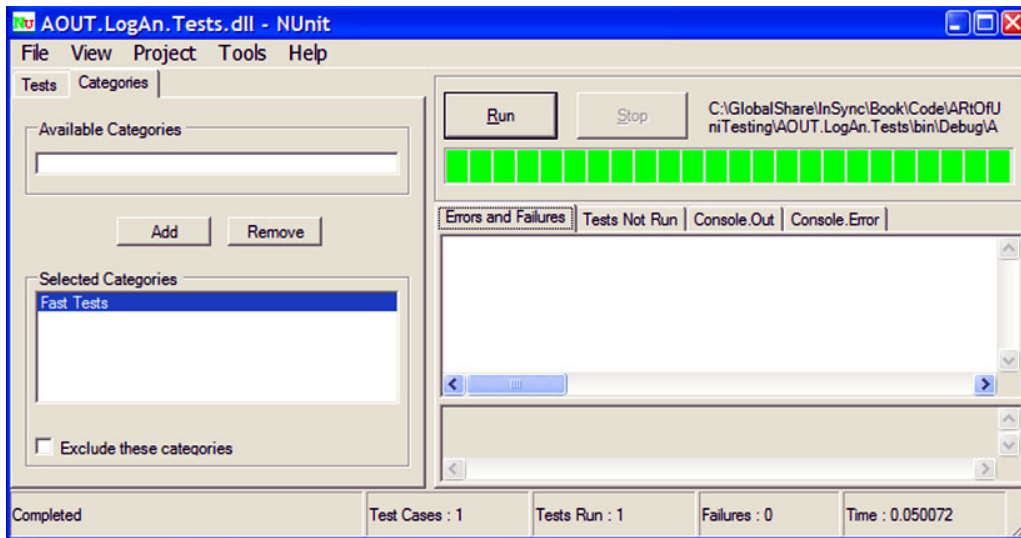 Nu AOUT.LogAn.Tests.dll - NUnit
File View Project Tools Help
Tests Categories
Available Categories
Add Remove
Selected Categories
Fast Tests
Exclude these categories
Run Stop
C:\GlobalShare\InSync\Book\Code\ARtOfU
niTesting\AOUT.LogAn.Tests\bin\Debug\A
Errors and Failures Tests Not Run Console.Out Console.Error
Completed Test Cases : 1 Tests Run : 1 Failures : 0 Time : 0.050072